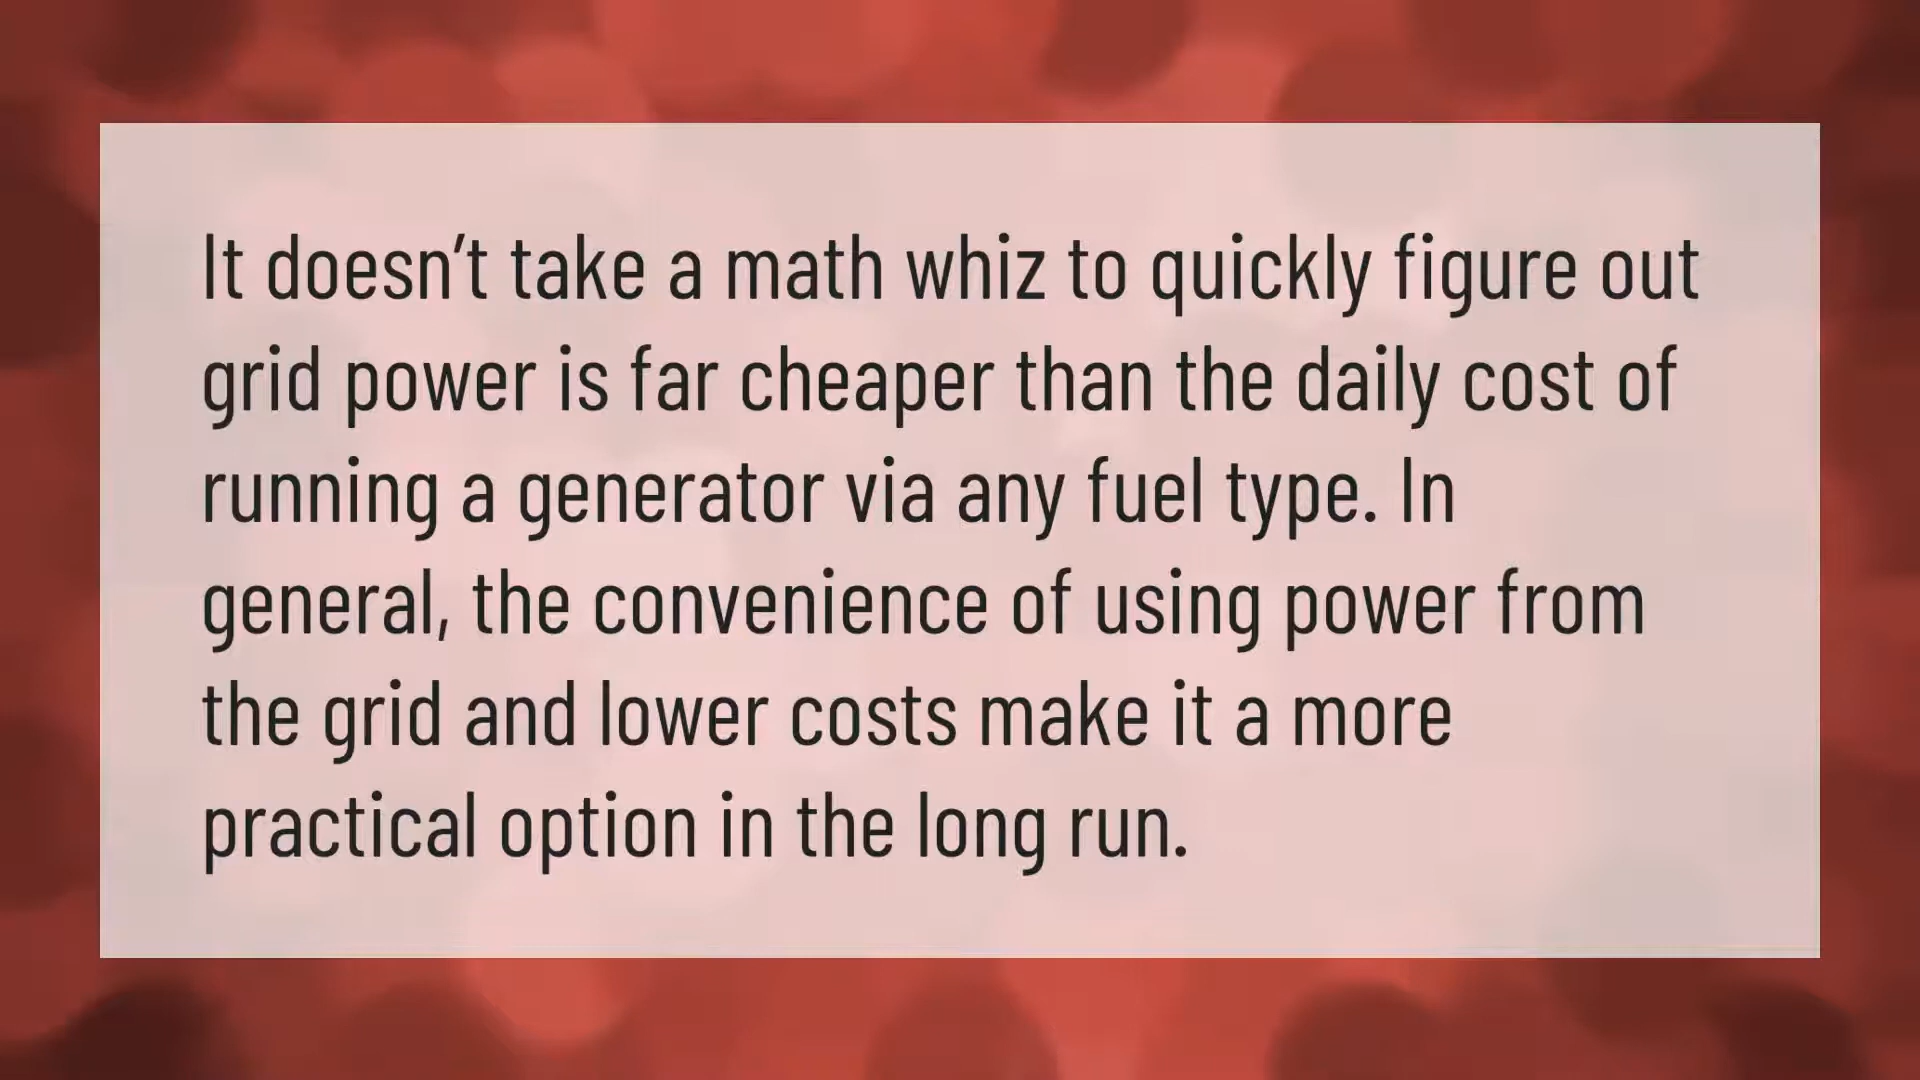 It doesn’t take a math whiz to quickly figure out
grid power is far cheaper than the daily cost of
running a generator via any fuel type. In
general, the convenience of using power from
the grid and lower costs make it a more
practical option in the long run.